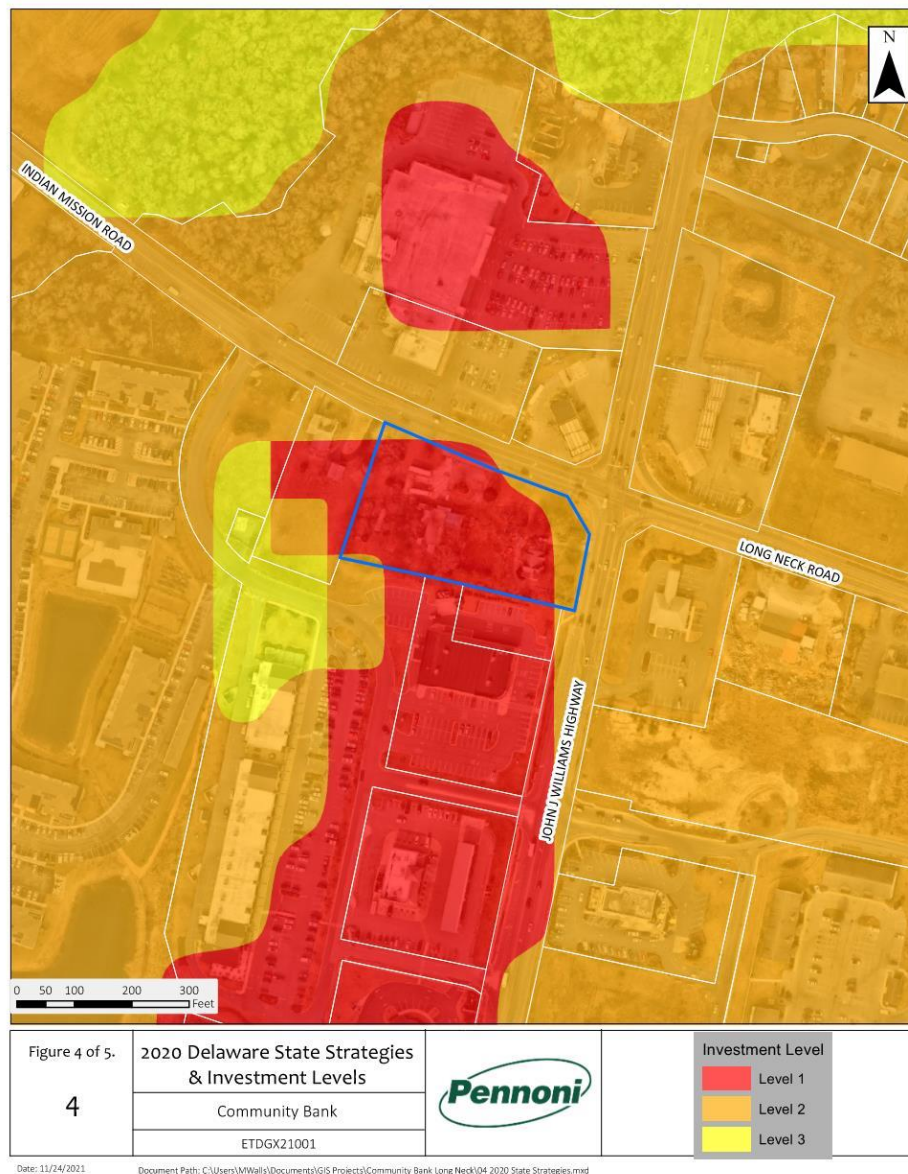 N
INDIAN MISSION ROAD
LONG NECK ROAD
JOHN J WILLIAMS HIGHWAY
0 50 100 200 300
Feet
Figure 4 of 5.
4
2020 Delaware State Strategies
& Investment Levels
Community Bank
ETDGX21001
Pennoni
Investment Level
Level 1
Level 2
Level 3
Date: 11/24/2021
Document Path: C:\Users\MWalls\Documents\GIS Projects\Community Bank Long Neck\04 2020 State Strategies.mxd